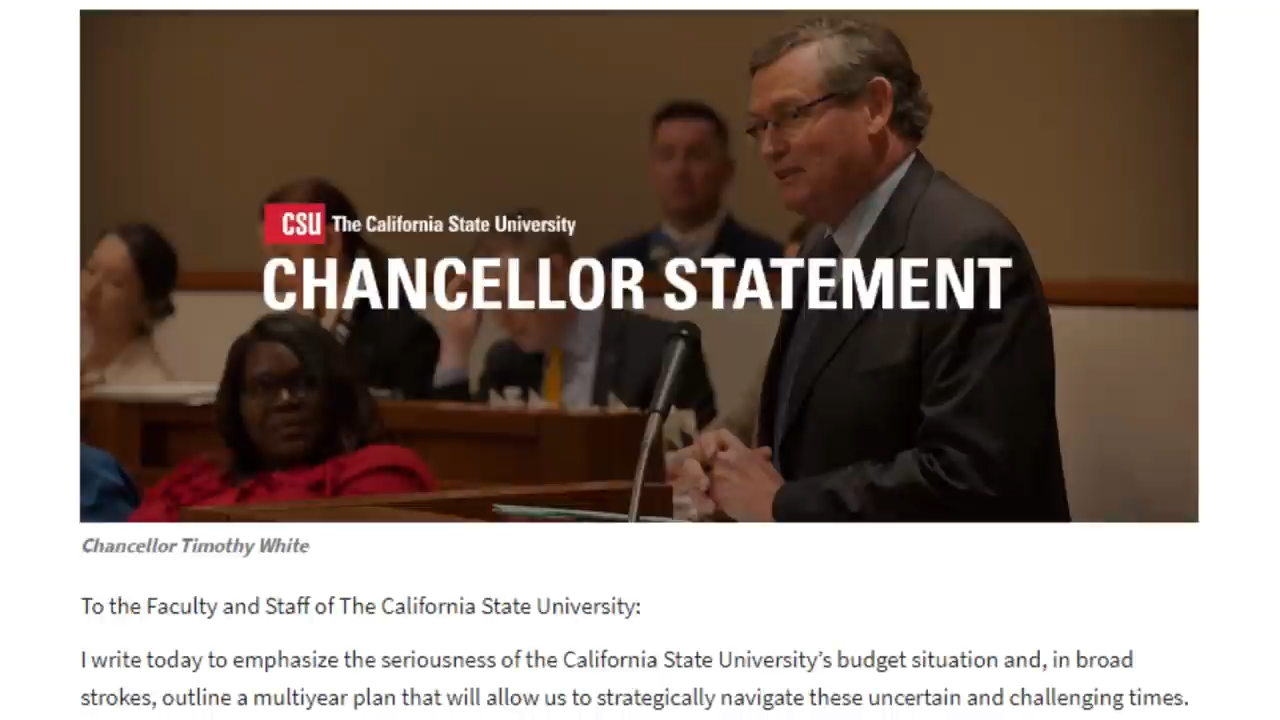 CSU The California State University
CHANCELLOR STATEMENT
Chancellor Timothy White
To the Faculty and Staff of The California State University:
I write today to emphasize the seriousness of the California State University’s budget situation and, in broad
strokes, outline a multiyear plan that will allow us to strategically navigate these uncertain and challenging times.